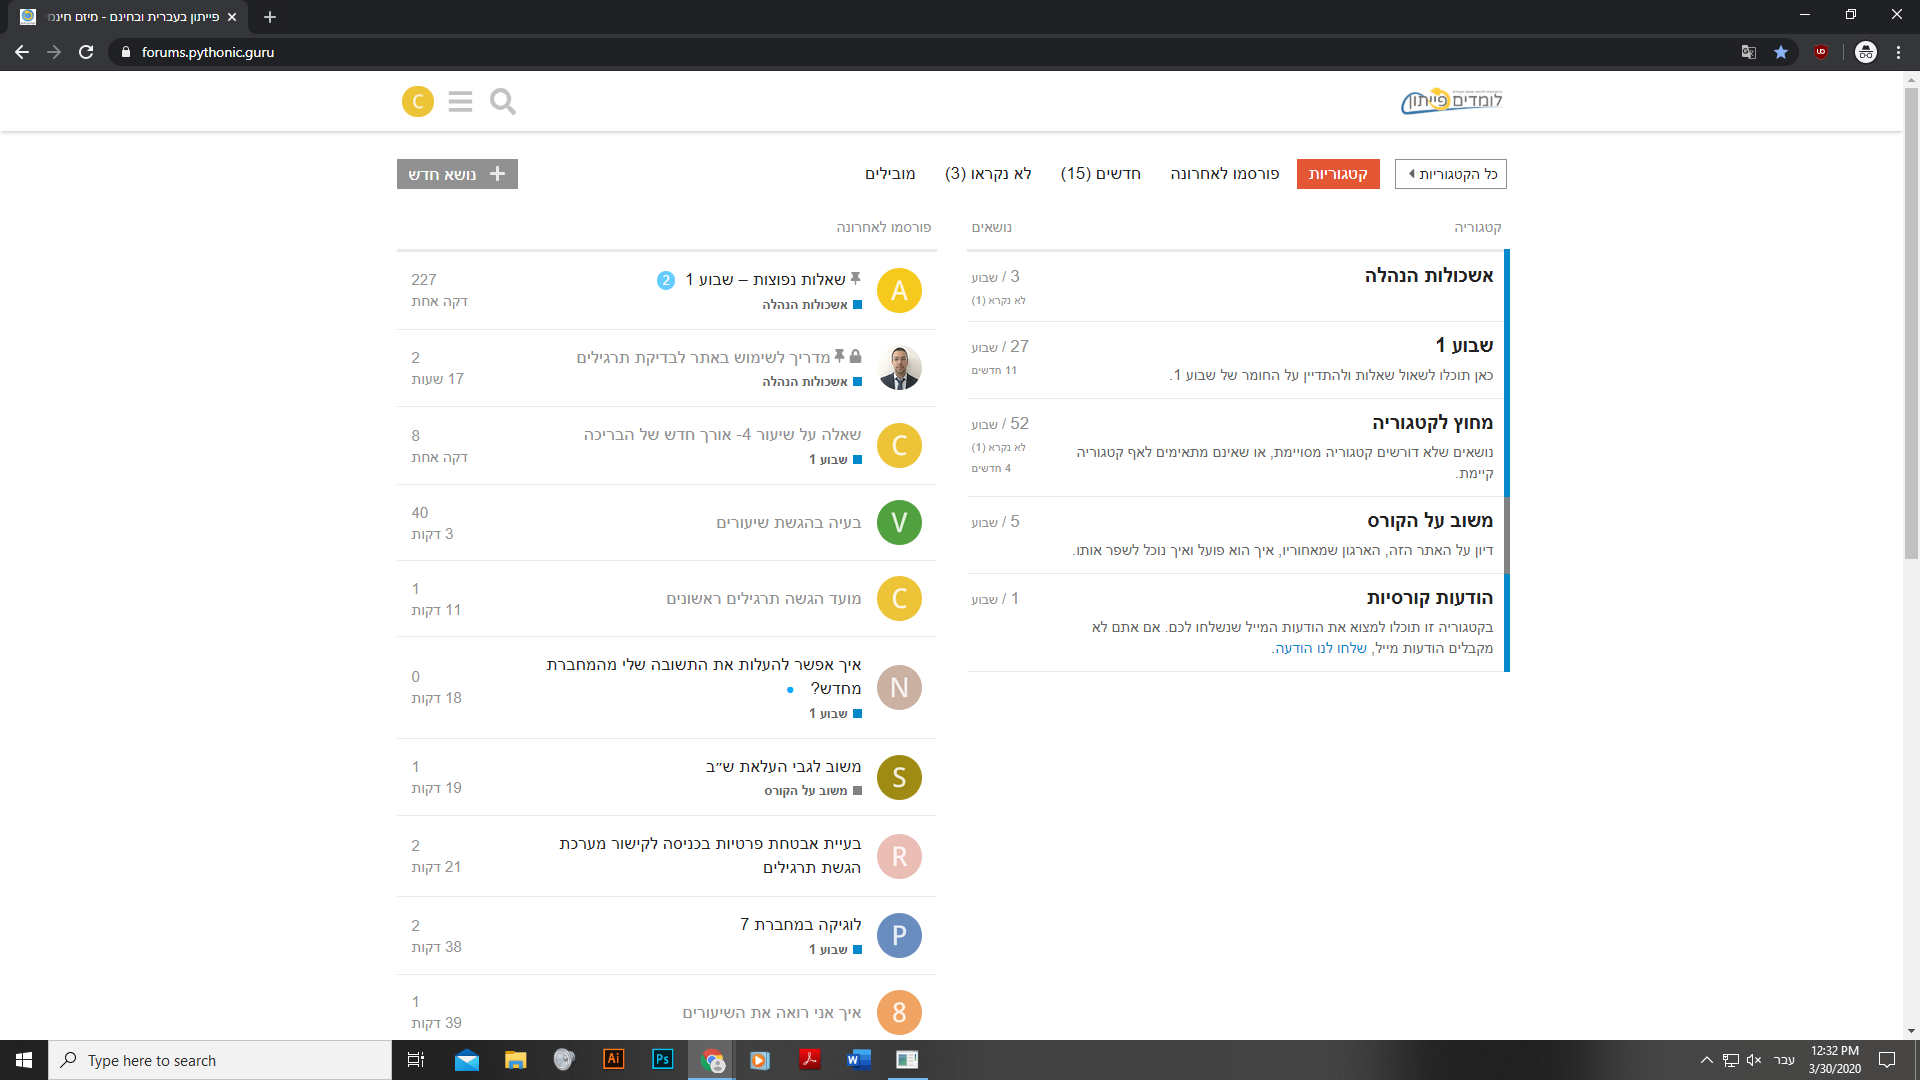 פייתון בעברית ובחינם - מיזם חינמי
forums.pythonic.guru
C
לומדים פייתון
כל הקטגוריות
קטגוריות
פורסמו לאחרונה
חדשים (15)
לא נקראו (3)
מובילים
נושא חדש
קטגוריה
נושאים
אשכולות הנהלה
3 / שבוע
לא נקרא (1)
שבוע 1
כאן תוכלו לשאול שאלות ולהתדיין על החומר של שבוע 1.
27 / שבוע
11 חדשים
מחוץ לקטגוריה
נושאים שלא דורשים קטגוריה מסויימת, או שאינם מתאימים לאף קטגוריה
קיימת.
52 / שבוע
לא נקרא (1)
4 חדשים
משוב על הקורס
דיון על האתר הזה, הארגון שמאחוריו, איך הוא פועל ואיך נוכל לשפר אותו.
5 / שבוע
הודעות קורסיות
בקטגוריה זו תוכלו למצוא את הודעות המייל שנשלחו לכם. אם אתם לא
מקבלים הודעות מייל, שלחו לנו הודעה.
1 / שבוע
פורסמו לאחרונה
A
שאלות נפוצות – שבוע 1 2
אשכולות הנהלה
227
דקה אחת
מדריך לשימוש באתר לבדיקת תרגילים
אשכולות הנהלה
2
17 שעות
C
שאלה על שיעור 4- אורך חדש של הבריכה
שבוע 1
8
דקה אחת
V
בעיה בהגשת שיעורים
40
3 דקות
C
מועד הגשה תרגילים ראשונים
1
11 דקות
N
איך אפשר להעלות את התשובה שלי מהמחברת
מחדש?
שבוע 1
0
18 דקות
S
משוב לגבי העלאת ש״ב
משוב על הקורס
1
19 דקות
R
בעיית אבטחת פרטיות בכניסה לקישור מערכת
הגשת תרגילים
2
21 דקות
P
לוגיקה במחברת 7
שבוע 1
2
38 דקות
8
איך אני רואה את השיעורים
1
39 דקות
Type here to search
Ai
Ps
עבר
12:32 PM
3/30/2020